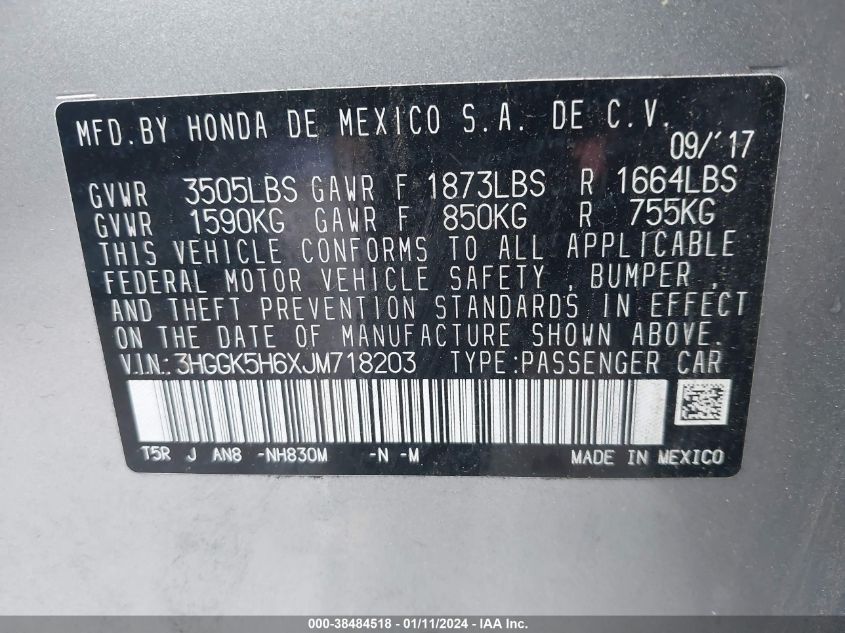 MFD.BY HONDA DE MEXICO S.A. DE C.V.
09/'17
GVWR 3505LBS GAWR F 1873LBS R 1664LBS
GVWR 1590KG GAWR F 850KG R 755KG
THIS VEHICLE CONFORMS TO ALL APPLICABLE
FEDERAL MOTOR VEHICLE SAFETY , BUMPER ,
AND THEFT PREVENTION STANDARDS IN EFFECT
ON THE DATE OF MANUFACTURE SHOWN ABOVE.
V.I.N.: 3HGGK5H6XJM718203 TYPE:PASSENGER CAR
T5R J AN8 -NH830M -N -M MADE IN MEXICO
000-38484518 - 01/11/2024 - IAA Inc.